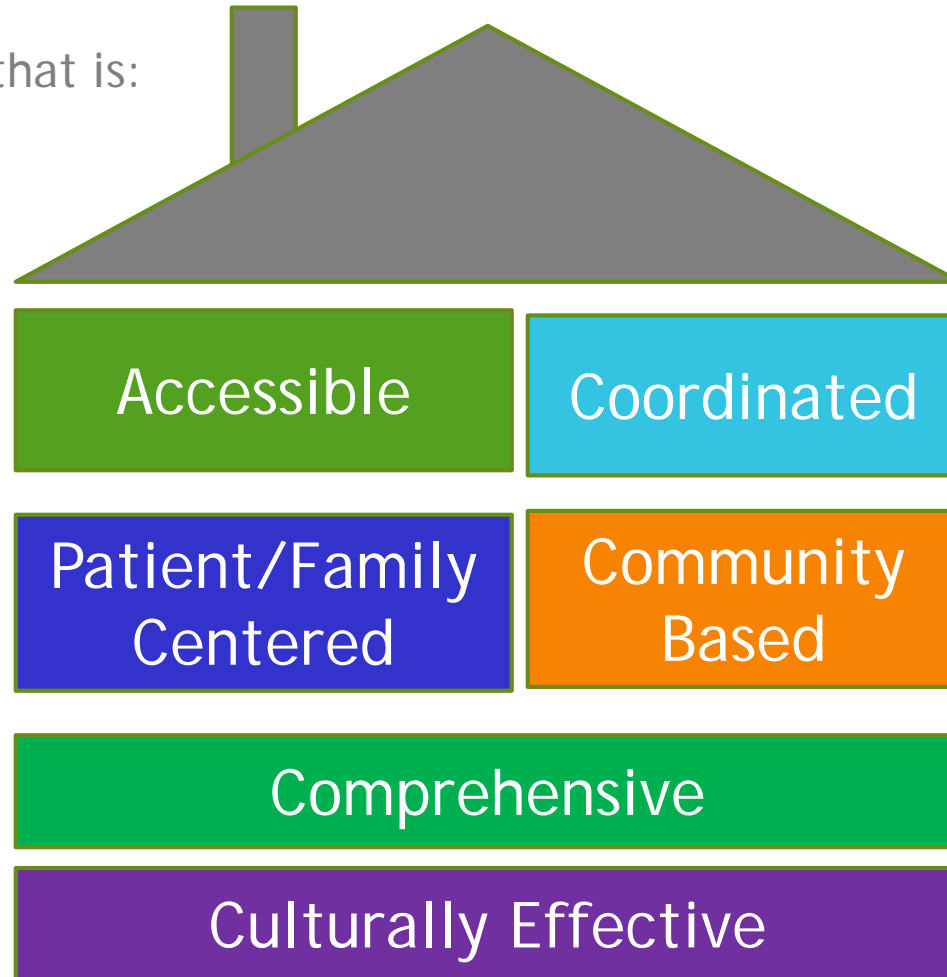 that is:
Accessible
Coordinated
Patient/Family
Centered
Community
Based
Comprehensive
Culturally Effective